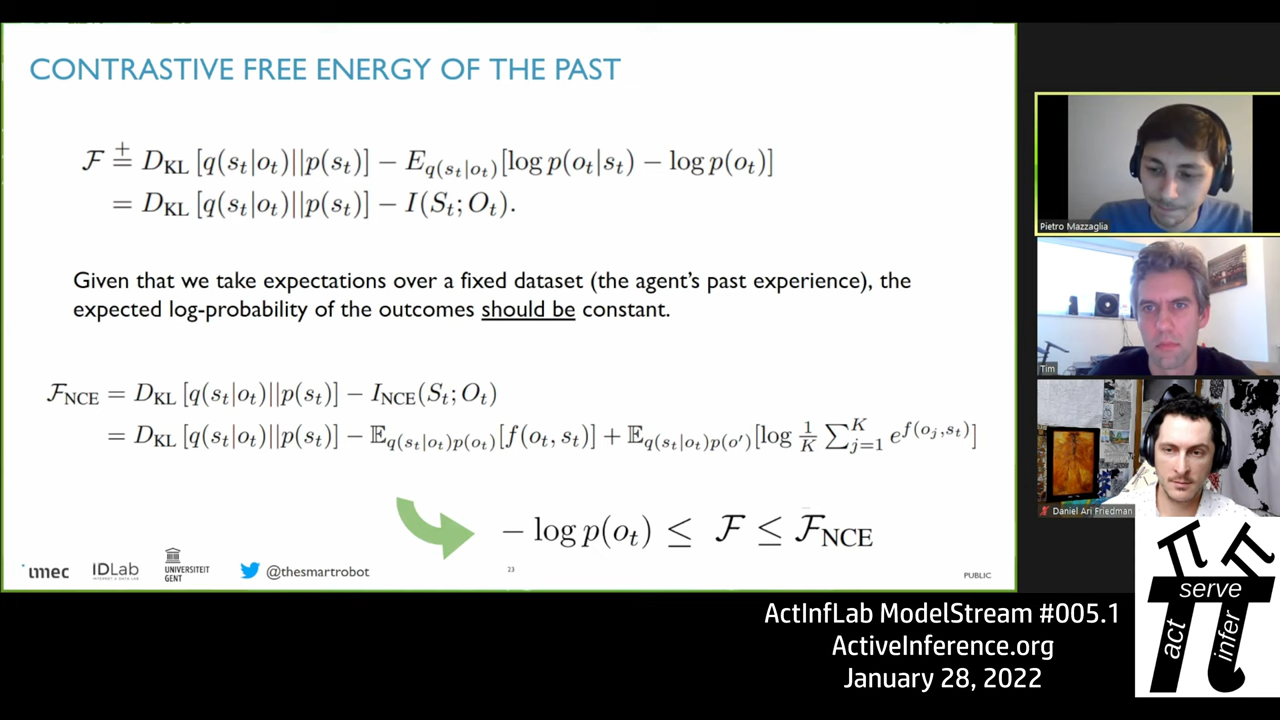 CONTRASTIVE FREE ENERGY OF THE PAST
F ≐⁺ D_KL [q(s_t|o_t)||p(s_t)] − E_q(s_t|o_t)[log p(o_t|s_t) − log p(o_t)]
= D_KL [q(s_t|o_t)||p(s_t)] − I(S_t; O_t).
Given that we take expectations over a fixed dataset (the agent's past experience), the
expected log-probability of the outcomes should be constant.
F_NCE = D_KL [q(s_t|o_t)||p(s_t)] − I_NCE(S_t; O_t)
= D_KL [q(s_t|o_t)||p(s_t)] − 𝔼_q(s_t|o_t)p(o_t)[f(o_t, s_t)] + 𝔼_q(s_t|o_t)p(o′)[log 1/K ∑_{j=1}^K e^f(o_j,s_t)]
− log p(o_t) ≤ F ≤ F_NCE
umec
IDLab
INTERNET & DATA LAB
UNIVERSITEIT
GENT
@thesmartrobot
23
PUBLIC
Pietro Mazzaglia
Tim
Daniel Ari Friedman
act
serve
infer
ActInfLab ModelStream #005.1
ActiveInference.org
January 28, 2022